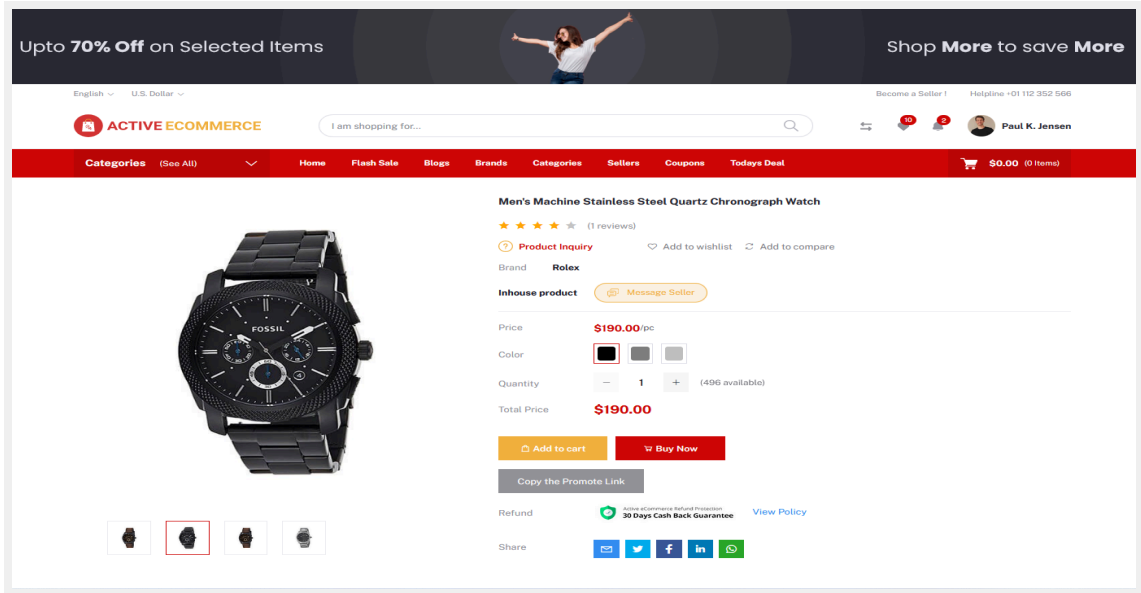 Upto 70% Off on Selected Items
Shop More to save More
English
U.S. Dollar
Become a Seller !
Helpline +01 112 352 566
ACTIVE ECOMMERCE
I am shopping for...
10
2
Paul K. Jensen
Categories (See All)
Home
Flash Sale
Blogs
Brands
Categories
Sellers
Coupons
Todays Deal
$0.00 (0 Items)
Men's Machine Stainless Steel Quartz Chronograph Watch
(1 reviews)
? Product Inquiry
Add to wishlist
Add to compare
Brand Rolex
Inhouse product
Message Seller
FOSSIL
Price $190.00/pc
Color
Quantity − 1 + (496 available)
Total Price $190.00
Add to cart
Buy Now
Copy the Promote Link
Refund
Active eCommerce Refund Protection
30 Days Cash Back Guarantee
View Policy
Share